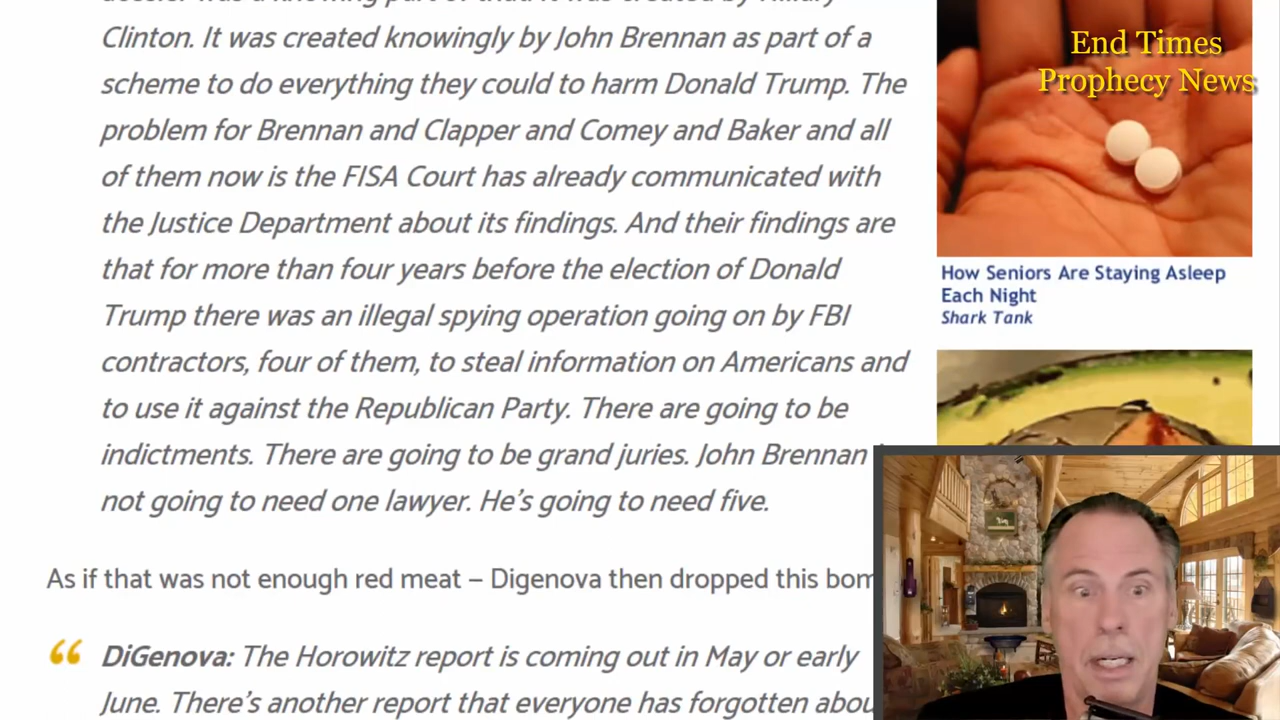 Clinton. It was created knowingly by John Brennan as part of a
scheme to do everything they could to harm Donald Trump. The
problem for Brennan and Clapper and Comey and Baker and all
of them now is the FISA Court has already communicated with
the Justice Department about its findings. And their findings are
that for more than four years before the election of Donald
Trump there was an illegal spying operation going on by FBI
contractors, four of them, to steal information on Americans and
to use it against the Republican Party. There are going to be
indictments. There are going to be grand juries. John Brennan
not going to need one lawyer. He's going to need five.
As if that was not enough red meat – Digenova then dropped this
“ DiGenova: The Horowitz report is coming out in May or early
June. There's another report that everyone has forgotten
End Times
Prophecy News
How Seniors Are Staying Asleep
Each Night
Shark Tank